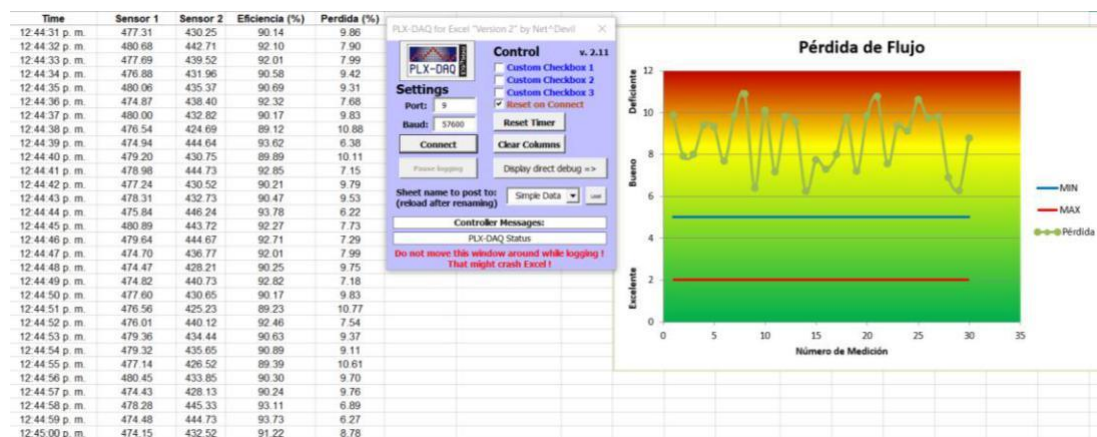 Time Sensor 1 Sensor 2 Eficiencia (%) Perdida (%)
12:44:31 p. m. 477.31 430.25 90.14 9.86
12:44:32 p. m. 480.68 442.71 92.10 7.90
12:44:33 p. m. 477.69 439.52 92.01 7.99
12:44:34 p. m. 476.88 431.96 90.58 9.42
12:44:35 p. m. 480.06 435.37 90.69 9.31
12:44:36 p. m. 474.87 438.40 92.32 7.68
12:44:37 p. m. 480.00 432.82 90.17 9.83
12:44:38 p. m. 476.54 424.69 89.12 10.88
12:44:39 p. m. 474.94 444.64 93.62 6.38
12:44:40 p. m. 479.20 430.75 89.89 10.11
12:44:41 p. m. 478.98 444.73 92.85 7.15
12:44:42 p. m. 477.24 430.52 90.21 9.79
12:44:43 p. m. 478.31 432.73 90.47 9.53
12:44:44 p. m. 475.84 446.24 93.78 6.22
12:44:45 p. m. 480.89 443.72 92.27 7.73
12:44:46 p. m. 479.64 444.67 92.71 7.29
12:44:47 p. m. 474.70 436.77 92.01 7.99
12:44:48 p. m. 474.47 428.21 90.25 9.75
12:44:49 p. m. 474.82 440.73 92.82 7.18
12:44:50 p. m. 477.60 430.65 90.17 9.83
12:44:51 p. m. 476.56 425.23 89.23 10.77
12:44:52 p. m. 476.01 440.12 92.46 7.54
12:44:53 p. m. 479.36 434.44 90.63 9.37
12:44:54 p. m. 479.32 435.65 90.89 9.11
12:44:55 p. m. 477.14 426.52 89.39 10.61
12:44:56 p. m. 480.45 433.85 90.30 9.70
12:44:57 p. m. 474.43 428.13 90.24 9.76
12:44:58 p. m. 478.28 445.33 93.11 6.89
12:44:59 p. m. 474.48 444.73 93.73 6.27
12:45:00 p. m. 474.15 432.52 91.22 8.78
PLX-DAQ for Excel "Version 2" by Net^Devil
PLX-DAQ
Control v. 2.11
Custom Checkbox 1
Custom Checkbox 2
Custom Checkbox 3
Reset on Connect
Settings
Port: 9
Baud: 57600
Reset Timer
Connect
Clear Columns
Pause logging
Display direct debug =>
Sheet name to post to:
(reload after renaming)
Simple Data
Controller Messages:
PLX-DAQ Status
Do not move this window around while logging !
That might crash Excel !
Pérdida de Flujo
Deficiente
Bueno
Excelente
12
10
8
6
4
2
0
0 5 10 15 20 25 30 35
Número de Medición
MIN
MAX
Pérdida